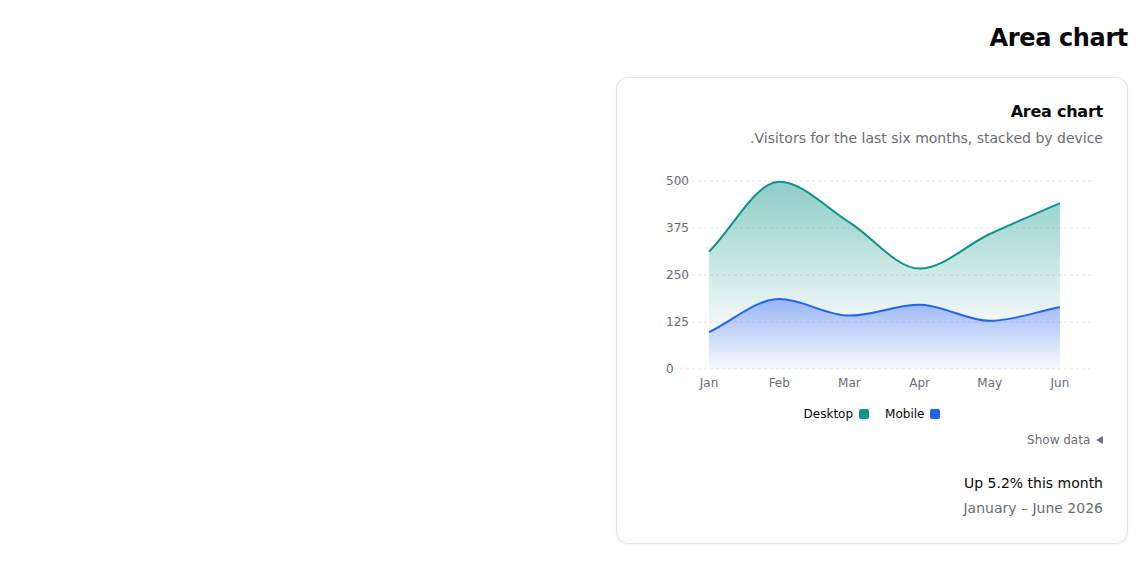 Area chart
Area chart
.Visitors for the last six months, stacked by device
500
375
250
125
0
Jan Feb Mar Apr May Jun
Desktop Mobile
Show data
Up 5.2% this month
January – June 2026